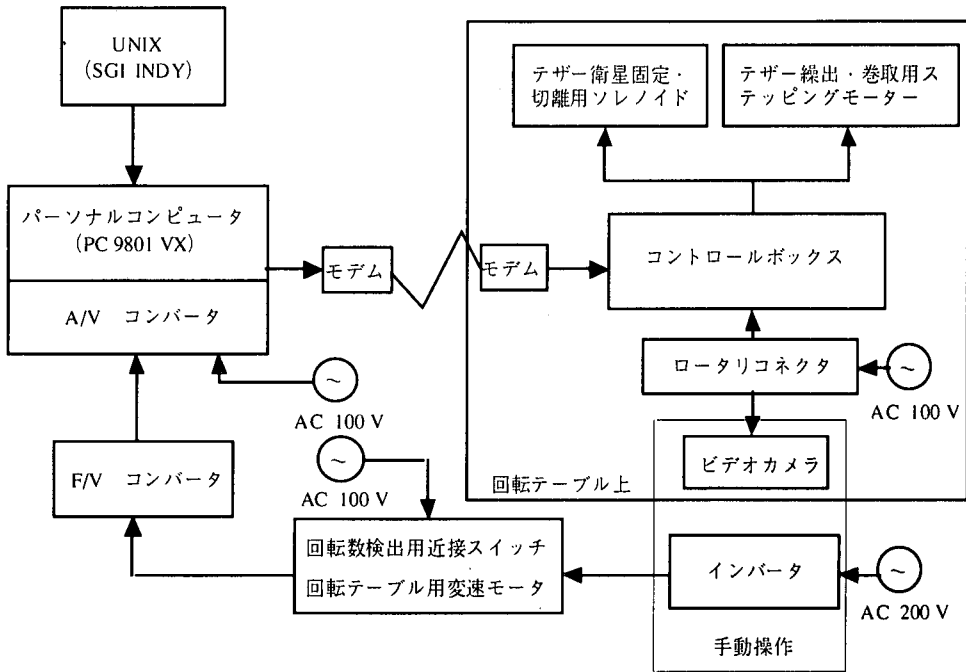 UNIX
(SGI INDY)
テザー衛星固定・
切離用ソレノイド
テザー繰出・巻取用ス
テッピングモーター
パーソナルコンピュータ
(PC 9801 VX)
A/V コンバータ
モデム
モデム
コントロールボックス
ロータリコネクタ
~
AC 100 V
~
AC 100 V
ビデオカメラ
回転テーブル上
F/V コンバータ
~
AC 100 V
回転数検出用近接スイッチ
回転テーブル用変速モータ
インバータ
~
AC 200 V
手動操作